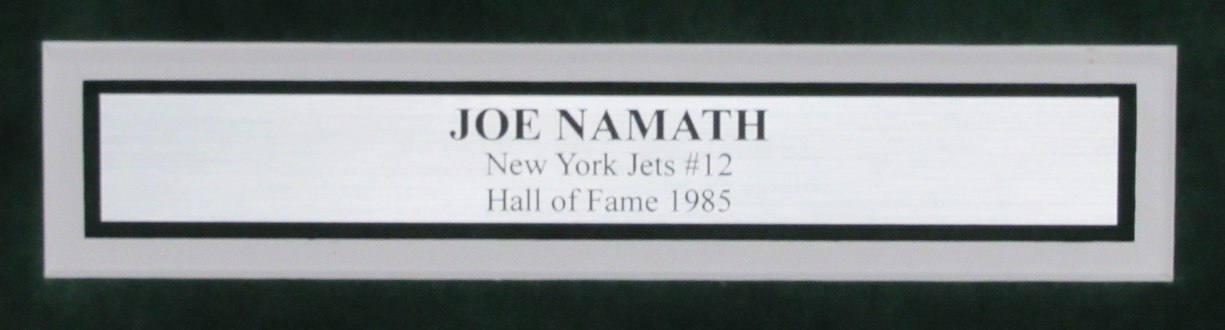 JOE NAMATH
New York Jets #12
Hall of Fame 1985